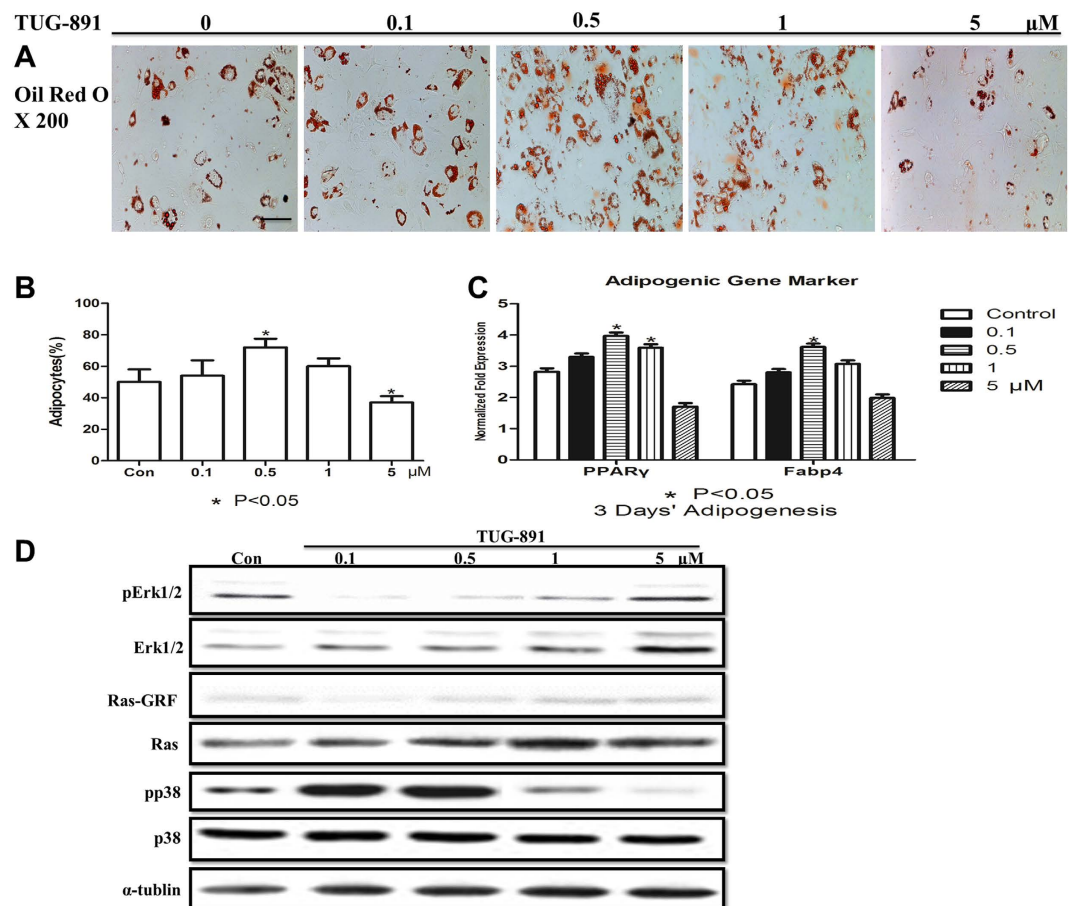 TUG-891 0 0.1 0.5 1 5 μM
A
Oil Red O
X 200
B
Adipocytes(%)
100
80
60
40
20
0
Con 0.1 0.5 1 5 μM
*
*
* P<0.05
C
Adipogenic Gene Marker
Normalized Fold Expression
5
4
3
2
1
0
* * *
PPARγ Fabp4
* P<0.05
3 Days' Adipogenesis
Control
0.1
0.5
1
5 μM
D
TUG-891
Con 0.1 0.5 1 5 μM
pErk1/2
Erk1/2
Ras-GRF
Ras
pp38
p38
α-tublin